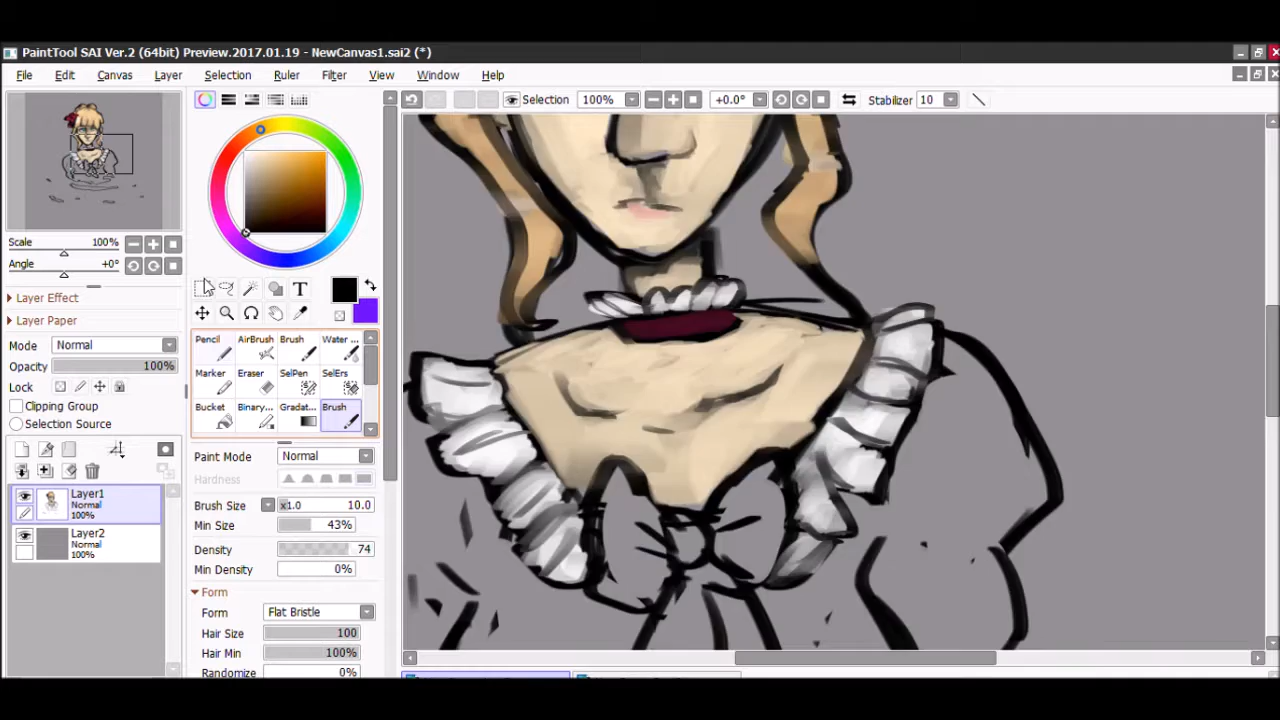 PaintTool SAI Ver.2 (64bit) Preview.2017.01.19 - NewCanvas1.sai2 (*)
File Edit Canvas Layer Selection Ruler Filter View Window Help
Selection 100% +0.0° Stabilizer 10
Scale 100%
Angle +0°
Layer Effect
Layer Paper
Mode Normal
Opacity 100%
Lock
Clipping Group
Selection Source
Layer1
Normal
100%
Layer2
Normal
100%
T
Pencil AirBrush Brush Water ...
Marker Eraser SelPen SelErs
Bucket Binary... Gradat... Brush
Paint Mode Normal
Hardness
Brush Size x1.0 10.0
Min Size 43%
Density 74
Min Density 0%
Form
Form Flat Bristle
Hair Size 100
Hair Min 100%
Randomize 0%